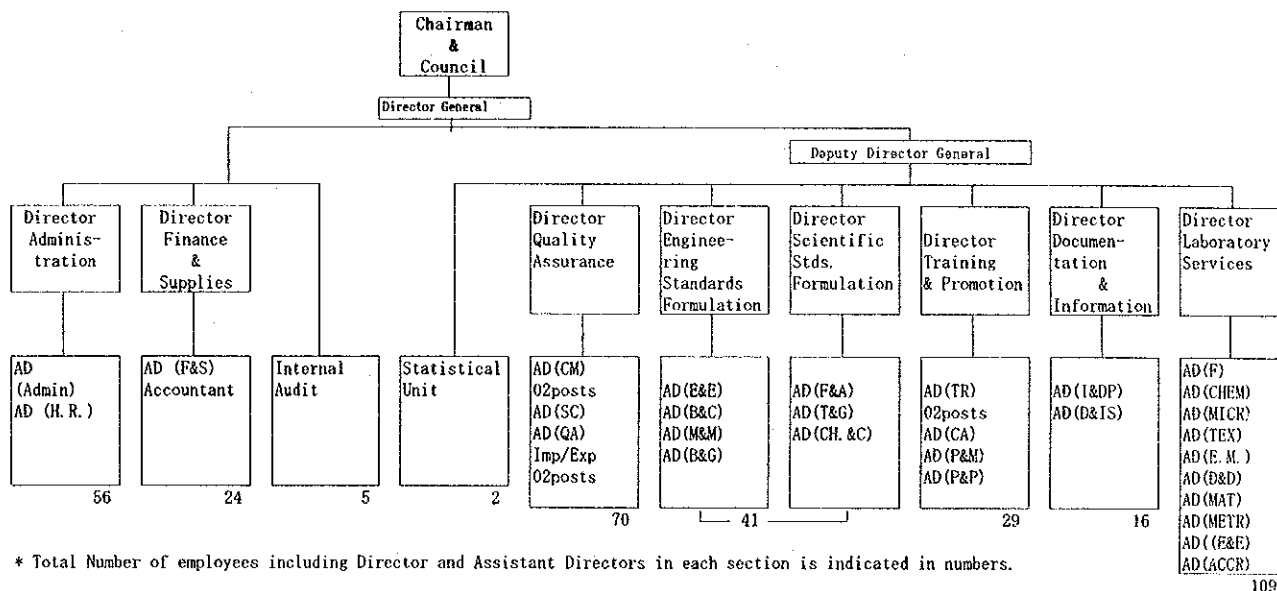 Chairman
&
Council
Director General
Deputy Director General
Director
Adminis-
tration
Director
Finance
&
Supplies
Director
Quality
Assurance
Director
Enginee-
ring
Standards
Formulation
Director
Scientific
Stds.
Formulation
Director
Training
& Promotion
Director
Documen-
tation
&
Information
Director
Laboratory
Services
AD
(Admin)
AD (H.R.)
56
AD (F&S)
Accountant
24
Internal
Audit
5
Statistical
Unit
2
AD(CM)
02posts
AD(SC)
AD(QA)
Imp/Exp
02posts
70
AD(E&E)
AD(B&C)
AD(M&M)
AD(B&G)
AD(F&A)
AD(T&G)
AD(CH.&C)
41
AD(TR)
02posts
AD(CA)
AD(P&M)
AD(P&P)
29
AD(I&DP)
AD(D&IS)
16
AD(F)
AD(CHEM)
AD(MICR)
AD(TEX)
AD(E.M.)
AD(D&D)
AD(MAT)
AD(METR)
AD((E&E)
AD(ACCR)
109
* Total Number of employees including Director and Assistant Directors in each section is indicated in numbers.